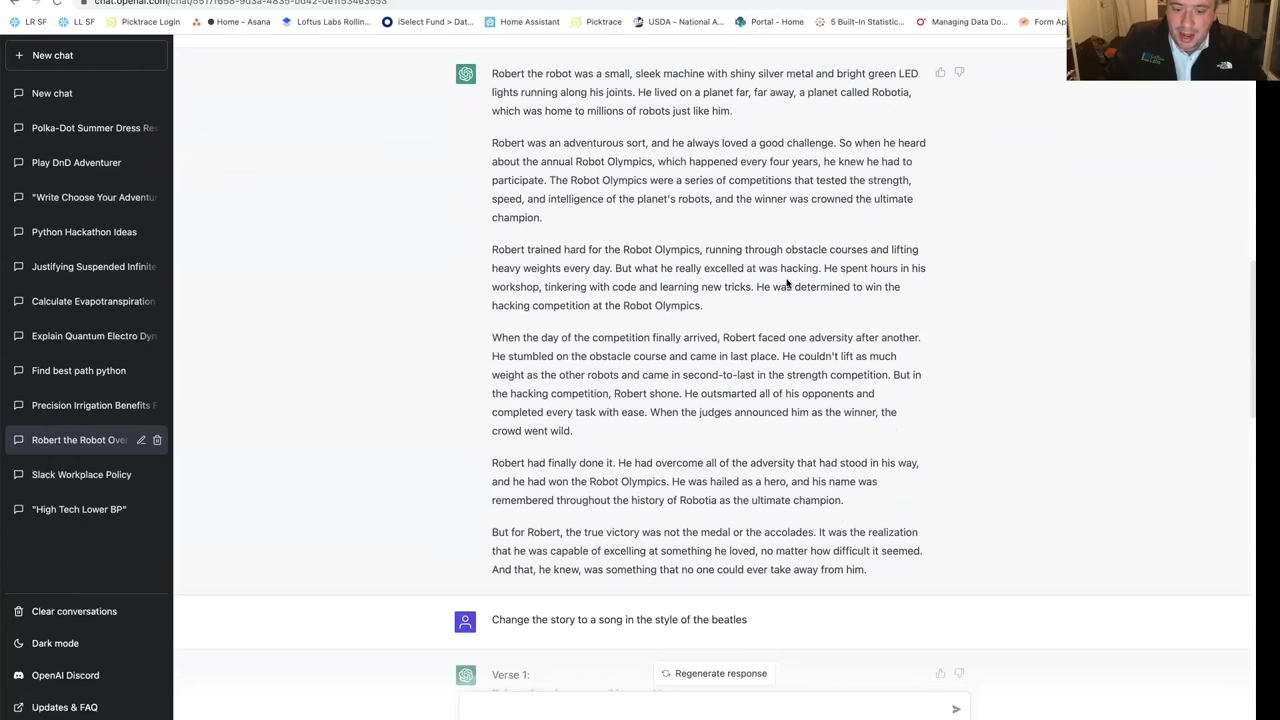 LR SF
LL SF
Picktrace Login
Home - Asana
Loftus Labs Rollin...
iSelect Fund > Dat...
Home Assistant
Picktrace
USDA - National A...
Portal - Home
5 Built-In Statistic...
Managing Data Do...
Form Ap
New chat
New chat
Polka-Dot Summer Dress Res
Play DnD Adventurer
"Write Choose Your Adventu
Python Hackathon Ideas
Justifying Suspended Infinite
Calculate Evapotranspiration
Explain Quantum Electro Dyn
Find best path python
Precision Irrigation Benefits F
Robert the Robot Ove
Slack Workplace Policy
"High Tech Lower BP"
Clear conversations
Dark mode
OpenAI Discord
Updates & FAQ
Robert the robot was a small, sleek machine with shiny silver metal and bright green LED
lights running along his joints. He lived on a planet far, far away, a planet called Robotia,
which was home to millions of robots just like him.
Robert was an adventurous sort, and he always loved a good challenge. So when he heard
about the annual Robot Olympics, which happened every four years, he knew he had to
participate. The Robot Olympics were a series of competitions that tested the strength,
speed, and intelligence of the planet's robots, and the winner was crowned the ultimate
champion.
Robert trained hard for the Robot Olympics, running through obstacle courses and lifting
heavy weights every day. But what he really excelled at was hacking. He spent hours in his
workshop, tinkering with code and learning new tricks. He was determined to win the
hacking competition at the Robot Olympics.
When the day of the competition finally arrived, Robert faced one adversity after another.
He stumbled on the obstacle course and came in last place. He couldn't lift as much
weight as the other robots and came in second-to-last in the strength competition. But in
the hacking competition, Robert shone. He outsmarted all of his opponents and
completed every task with ease. When the judges announced him as the winner, the
crowd went wild.
Robert had finally done it. He had overcome all of the adversity that had stood in his way,
and he had won the Robot Olympics. He was hailed as a hero, and his name was
remembered throughout the history of Robotia as the ultimate champion.
But for Robert, the true victory was not the medal or the accolades. It was the realization
that he was capable of excelling at something he loved, no matter how difficult it seemed.
And that, he knew, was something that no one could ever take away from him.
Change the story to a song in the style of the beatles
Verse 1:
Regenerate response